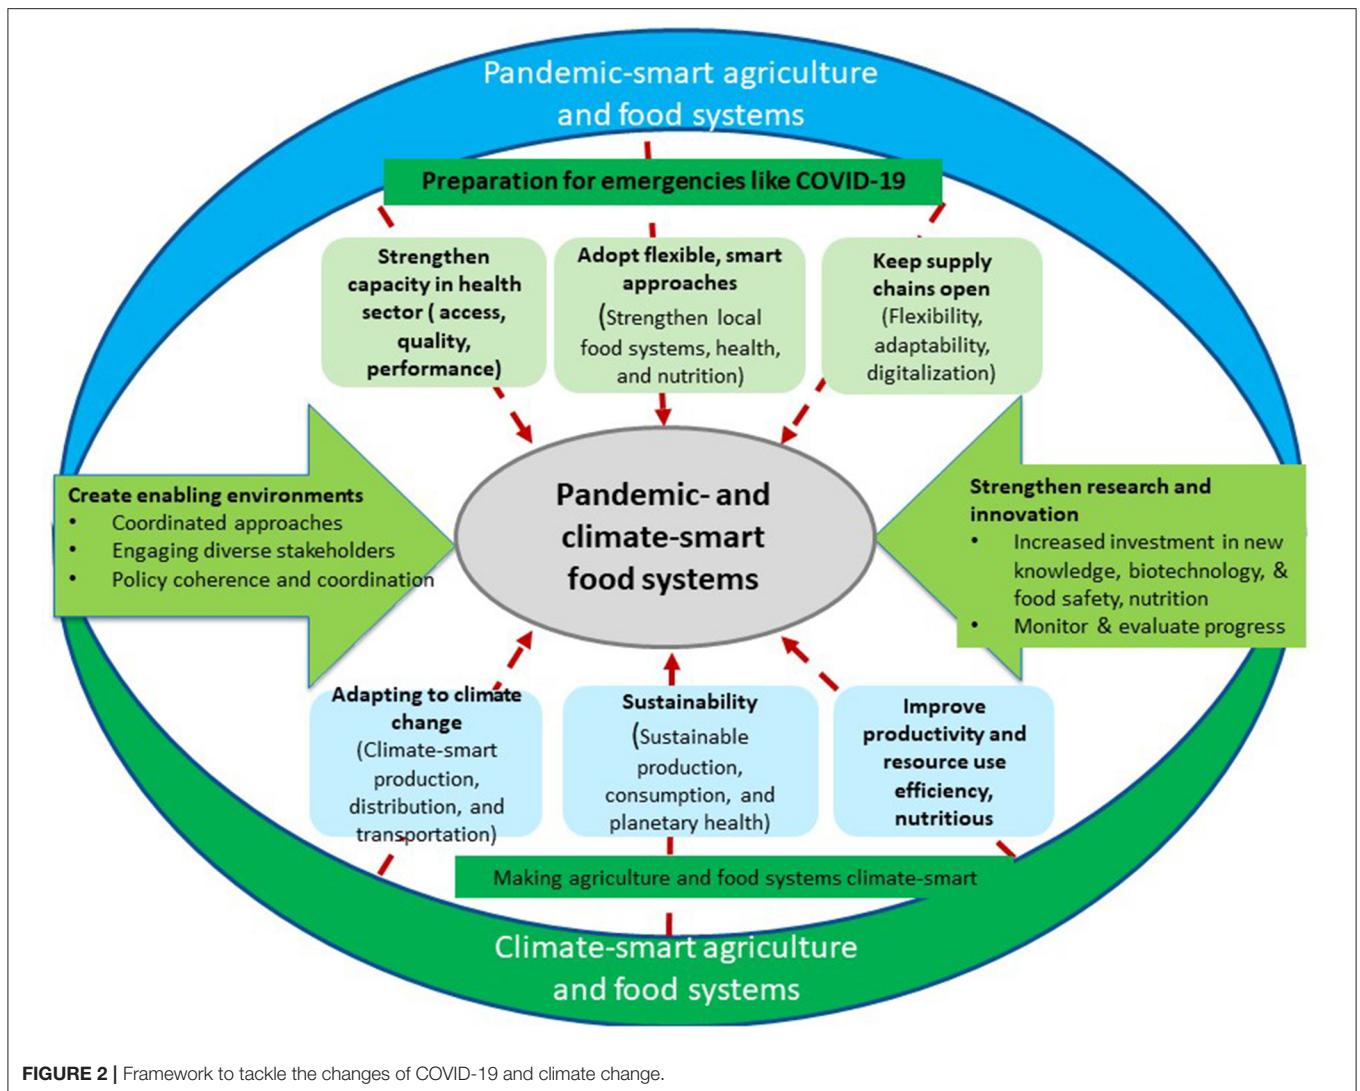 Pandemic-smart agriculture
and food systems
Preparation for emergencies like COVID-19
Strengthen
capacity in health
sector ( access,
quality,
performance)
Adopt flexible, smart
approaches
(Strengthen local
food systems, health,
and nutrition)
Keep supply
chains open
(Flexibility,
adaptability,
digitalization)
Create enabling environments
• Coordinated approaches
• Engaging diverse stakeholders
• Policy coherence and coordination
Pandemic- and
climate-smart
food systems
Strengthen research and
innovation
• Increased investment in new
knowledge, biotechnology, &
food safety, nutrition
• Monitor & evaluate progress
Adapting to climate
change
(Climate-smart
production,
distribution, and
transportation)
Sustainability
(Sustainable
production,
consumption, and
planetary health)
Improve
productivity and
resource use
efficiency,
nutritious
Making agriculture and food systems climate-smart
Climate-smart agriculture
and food systems
FIGURE 2 | Framework to tackle the changes of COVID-19 and climate change.